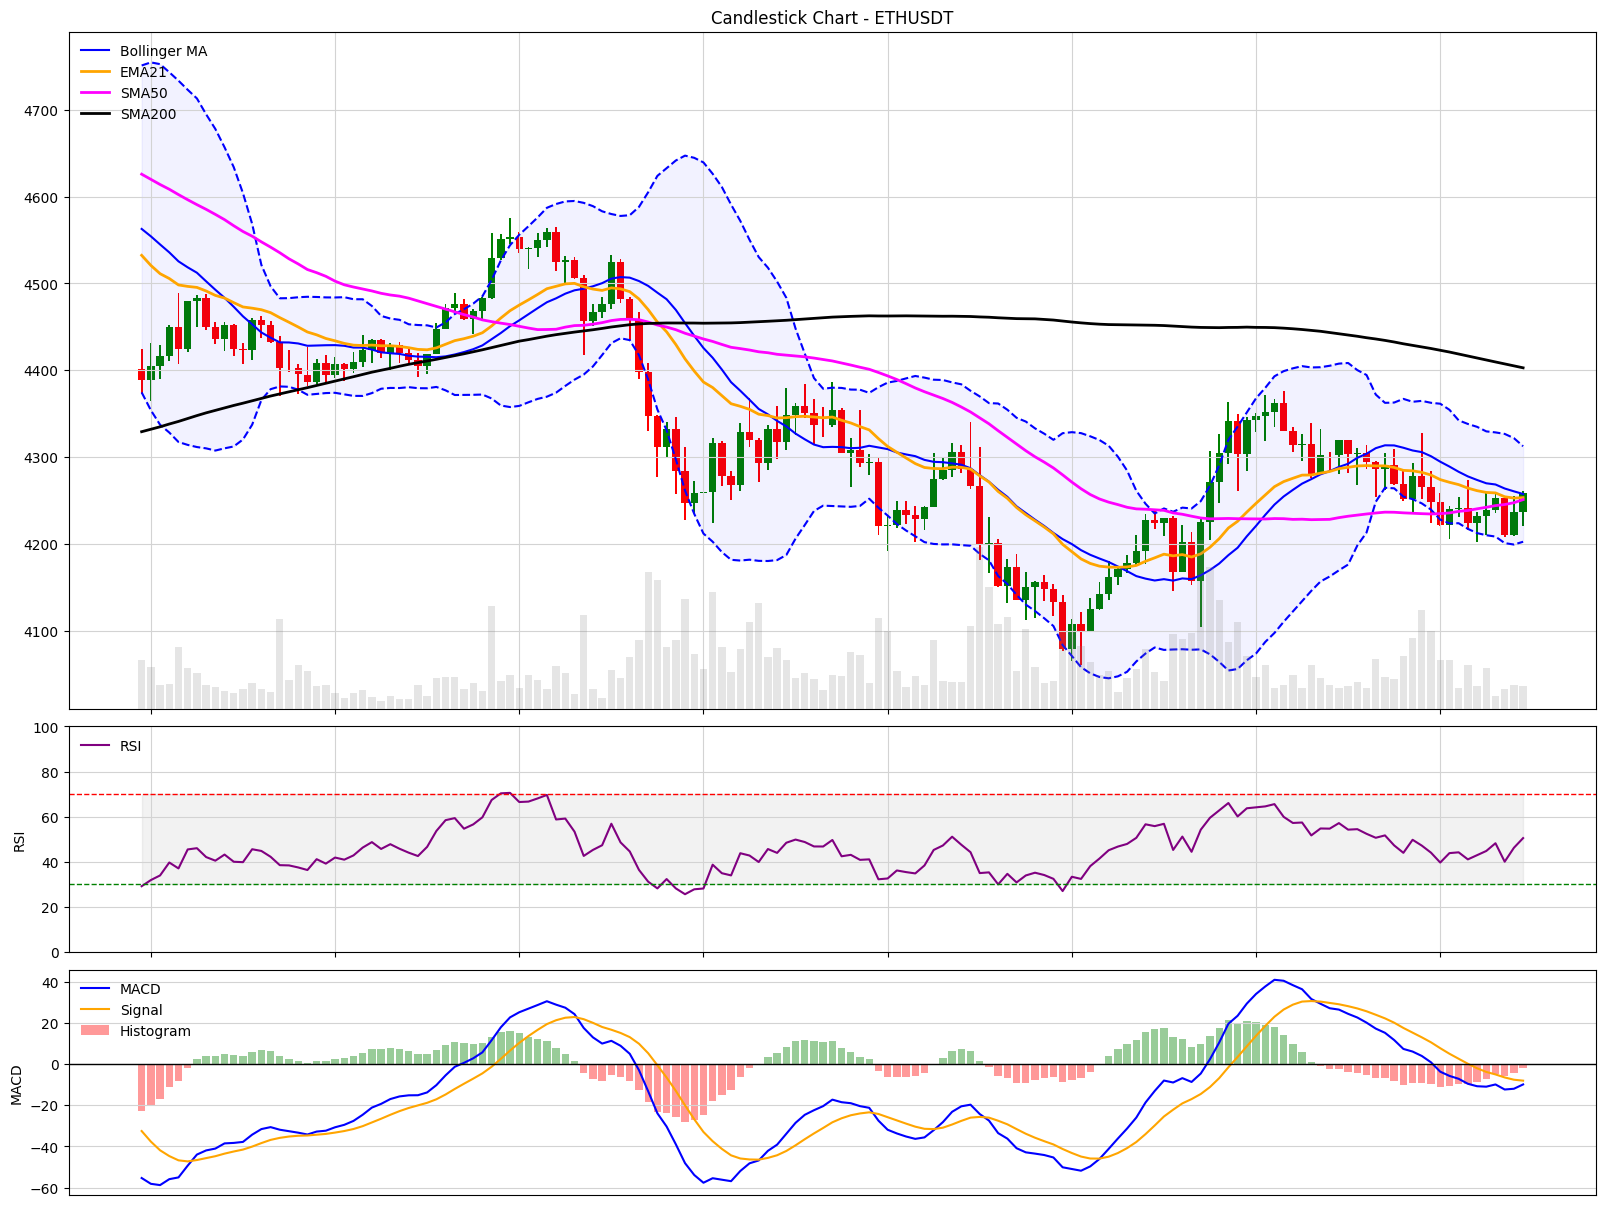 Candlestick Chart - ETHUSDT
Bollinger MA
EMA21
SMA50
SMA200
4700
4600
4500
4400
4300
4200
4100
RSI
100
80
60
40
20
0
RSI
MACD
Signal
Histogram
40
20
0
−20
−40
−60
MACD